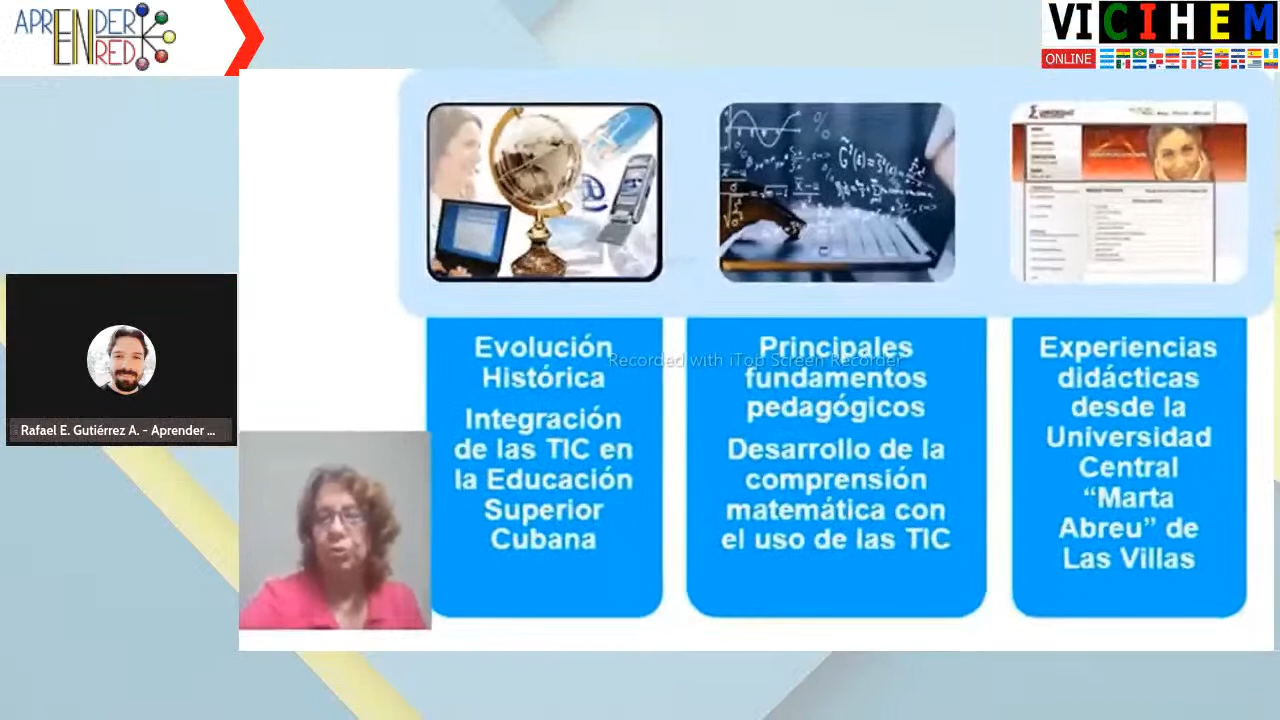 APRENDER
EN RED
VICIHEM
ONLINE
Evolución
Histórica
Integración
de las TIC en
la Educación
Superior
Cubana
Principales
fundamentos
pedagógicos
Desarrollo de la
comprensión
matemática con
el uso de las TIC
Experiencias
didácticas
desde la
Universidad
Central
“Marta
Abreu” de
Las Villas
Recorded with iTop Screen Recorder
Rafael E. Gutiérrez A. - Aprender ...